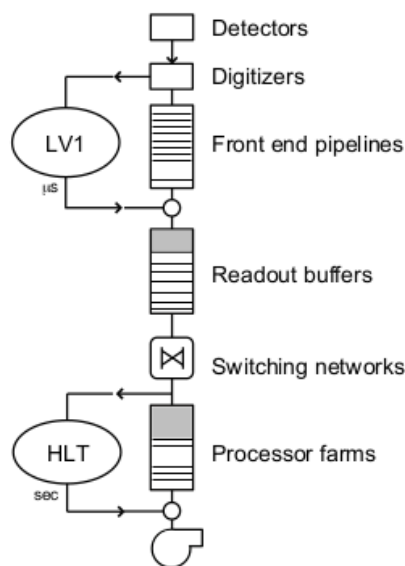 Detectors
Digitizers
LV1
Front end pipelines
μs
Readout buffers
Switching networks
HLT
Processor farms
sec